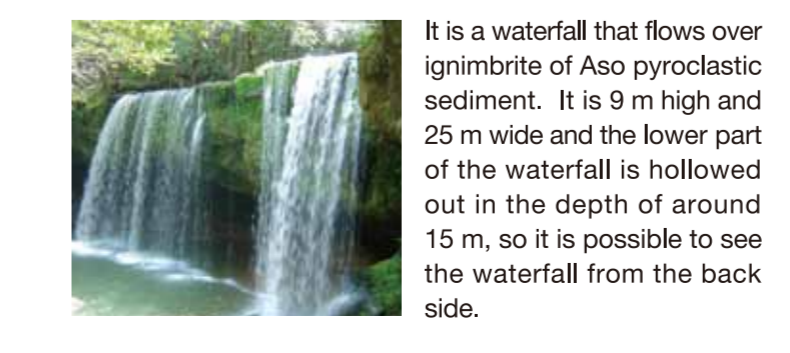 It is a waterfall that flows over
ignimbrite of Aso pyroclastic
sediment.  It is 9 m high and
25 m wide and the lower part
of the waterfall is hollowed
out in the depth of around
15 m, so it is possible to see
the waterfall from the back
side.